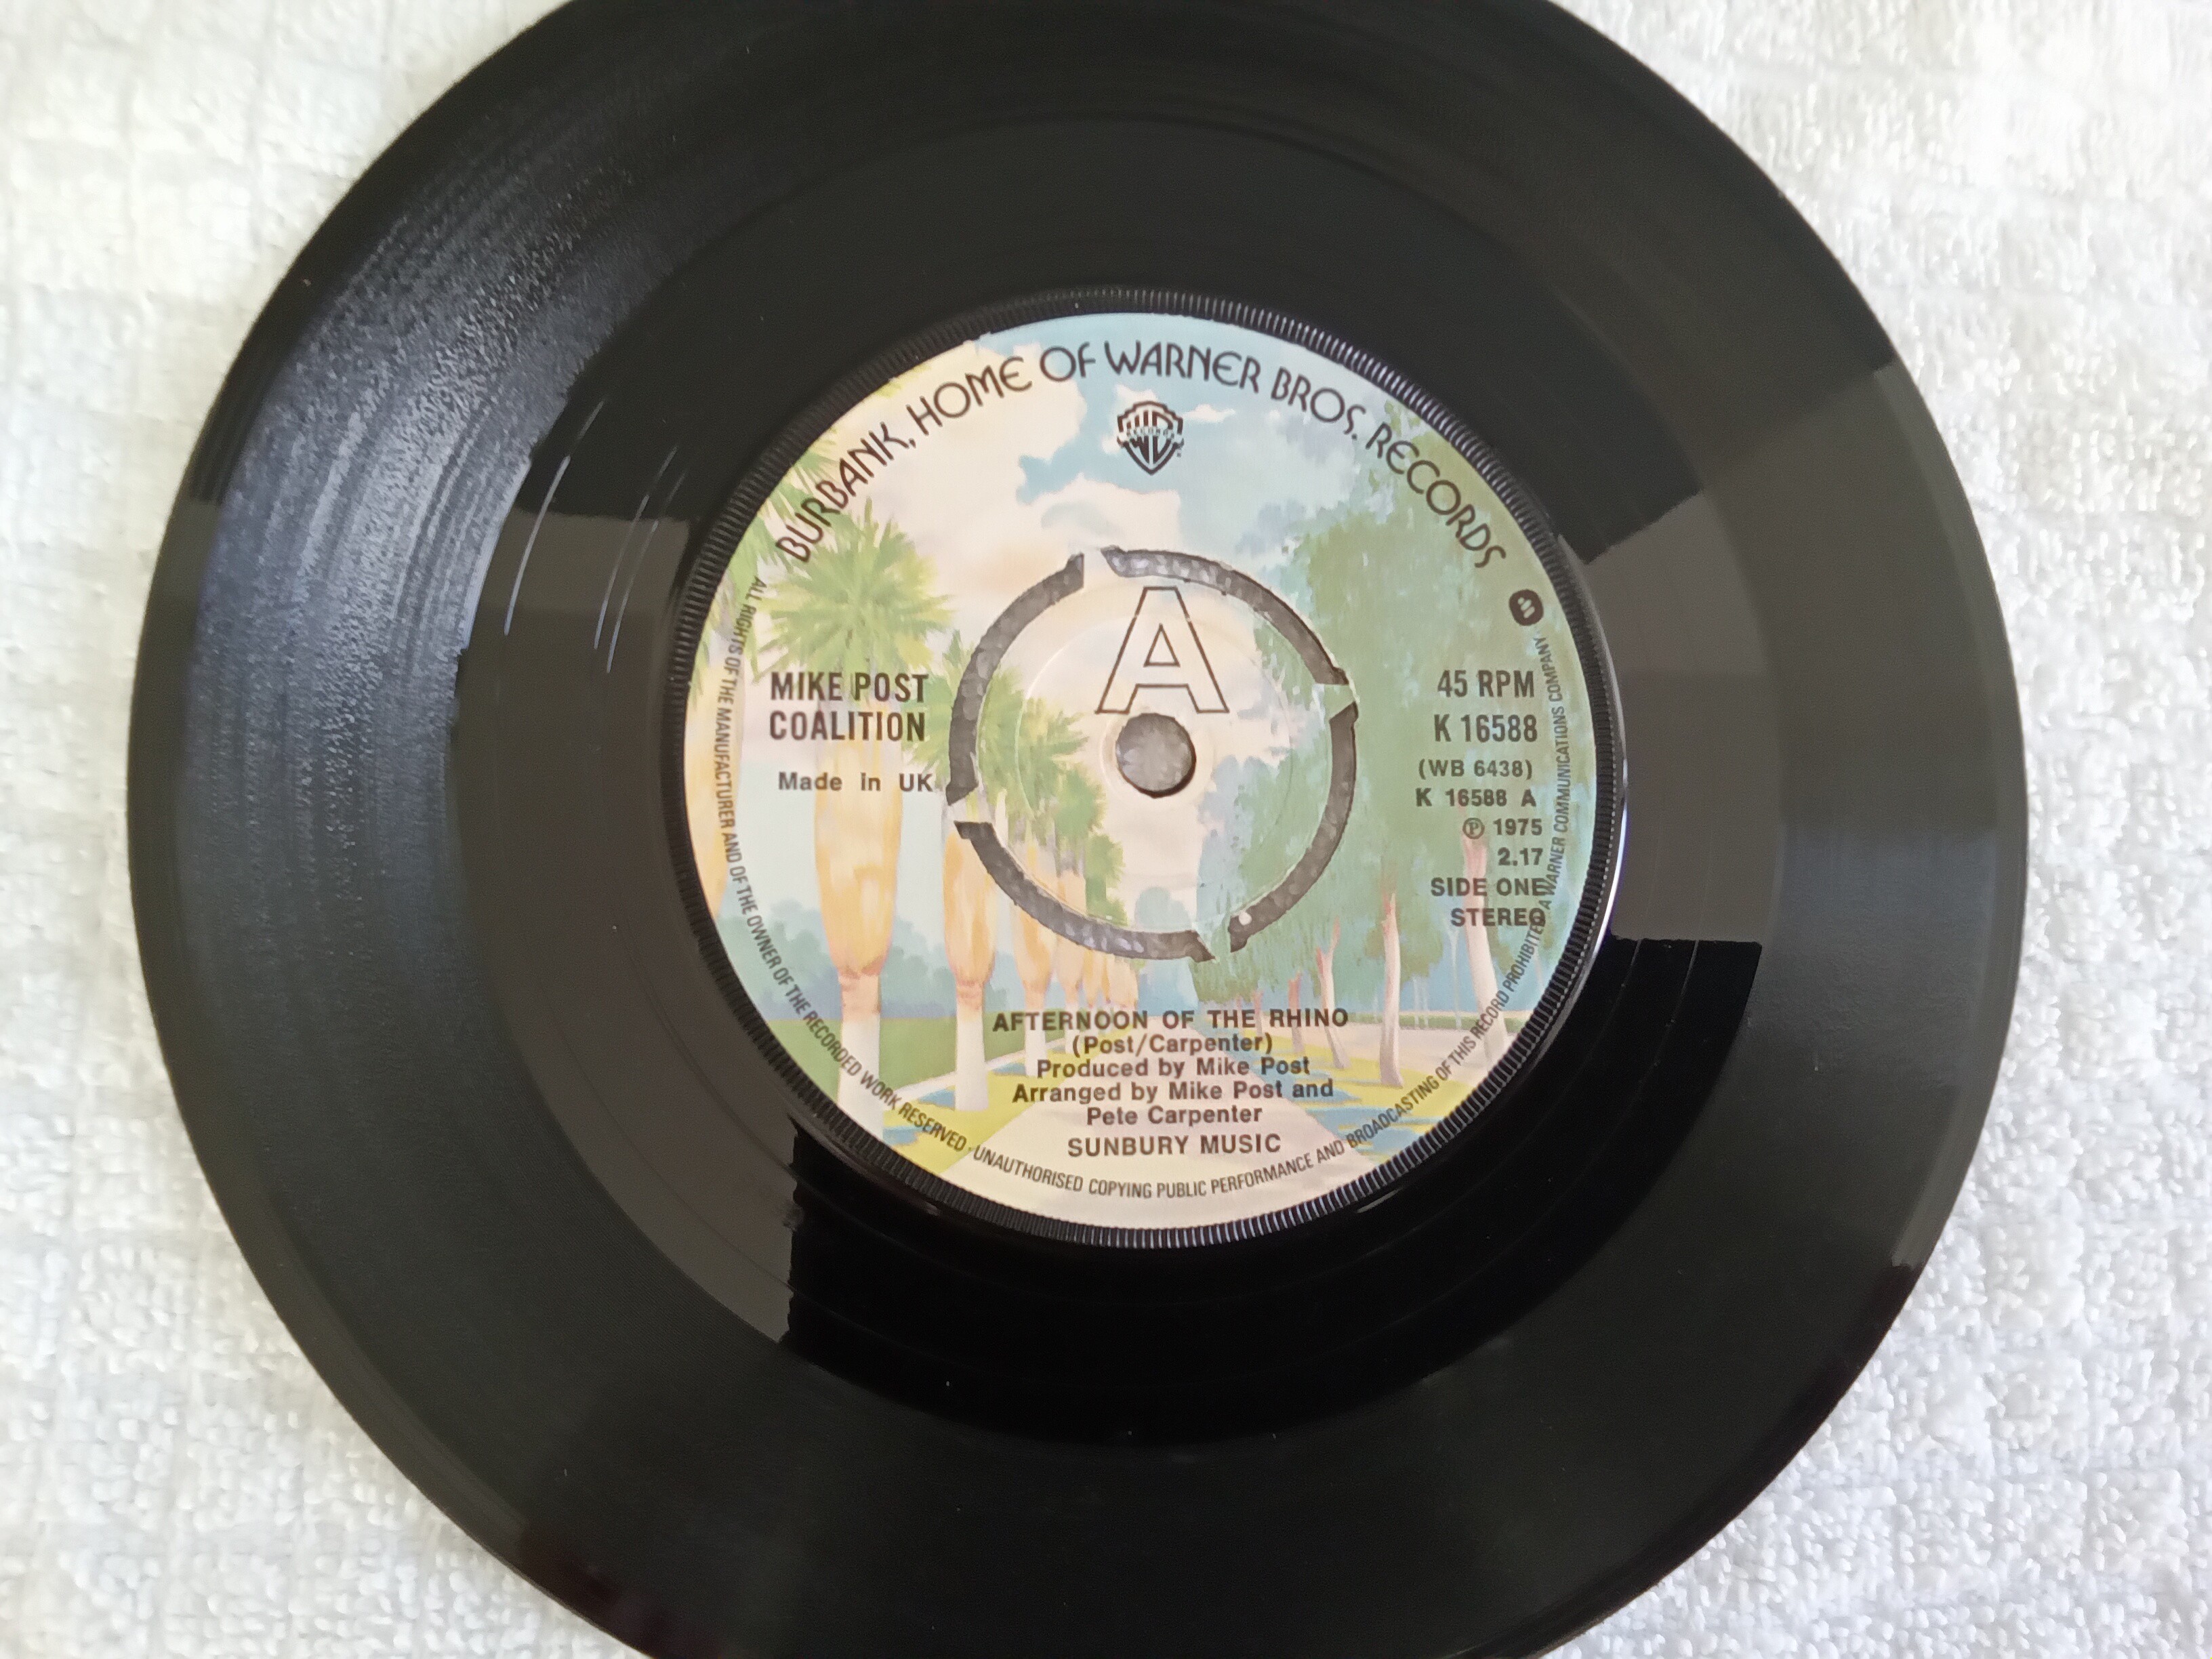 BURBANK, HOME OF WARNER BROS. RECORDS
RECORDS
A
MIKE POST
COALITION
Made in UK
45 RPM
K 16588
(WB 6438)
K 16588 A
℗ 1975
2.17
SIDE ONE
STEREO
AFTERNOON OF THE RHINO
(Post/Carpenter)
Produced by Mike Post
Arranged by Mike Post and
Pete Carpenter
SUNBURY MUSIC
ALL RIGHTS OF THE MANUFACTURER AND OF THE OWNER OF THE RECORDED WORK RESERVED · UNAUTHORISED COPYING PUBLIC PERFORMANCE AND BROADCASTING OF THIS RECORD PROHIBITED A WARNER COMMUNICATIONS COMPANY